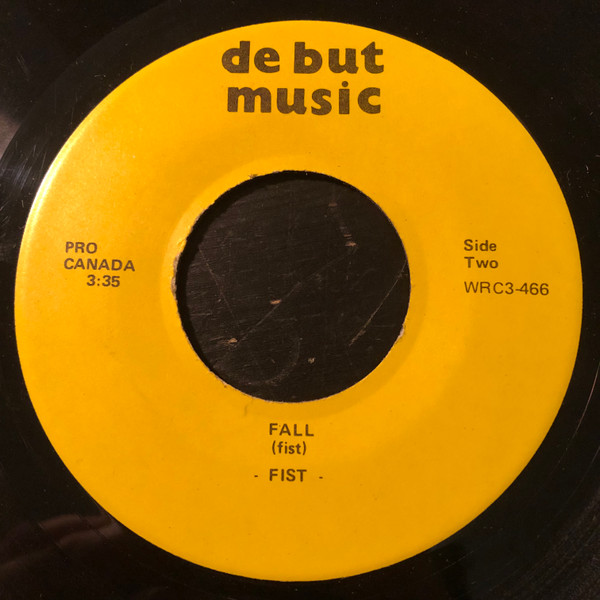 de but
music
PRO
CANADA
3:35
Side
Two
WRC3-466
FALL
(fist)
- FIST -